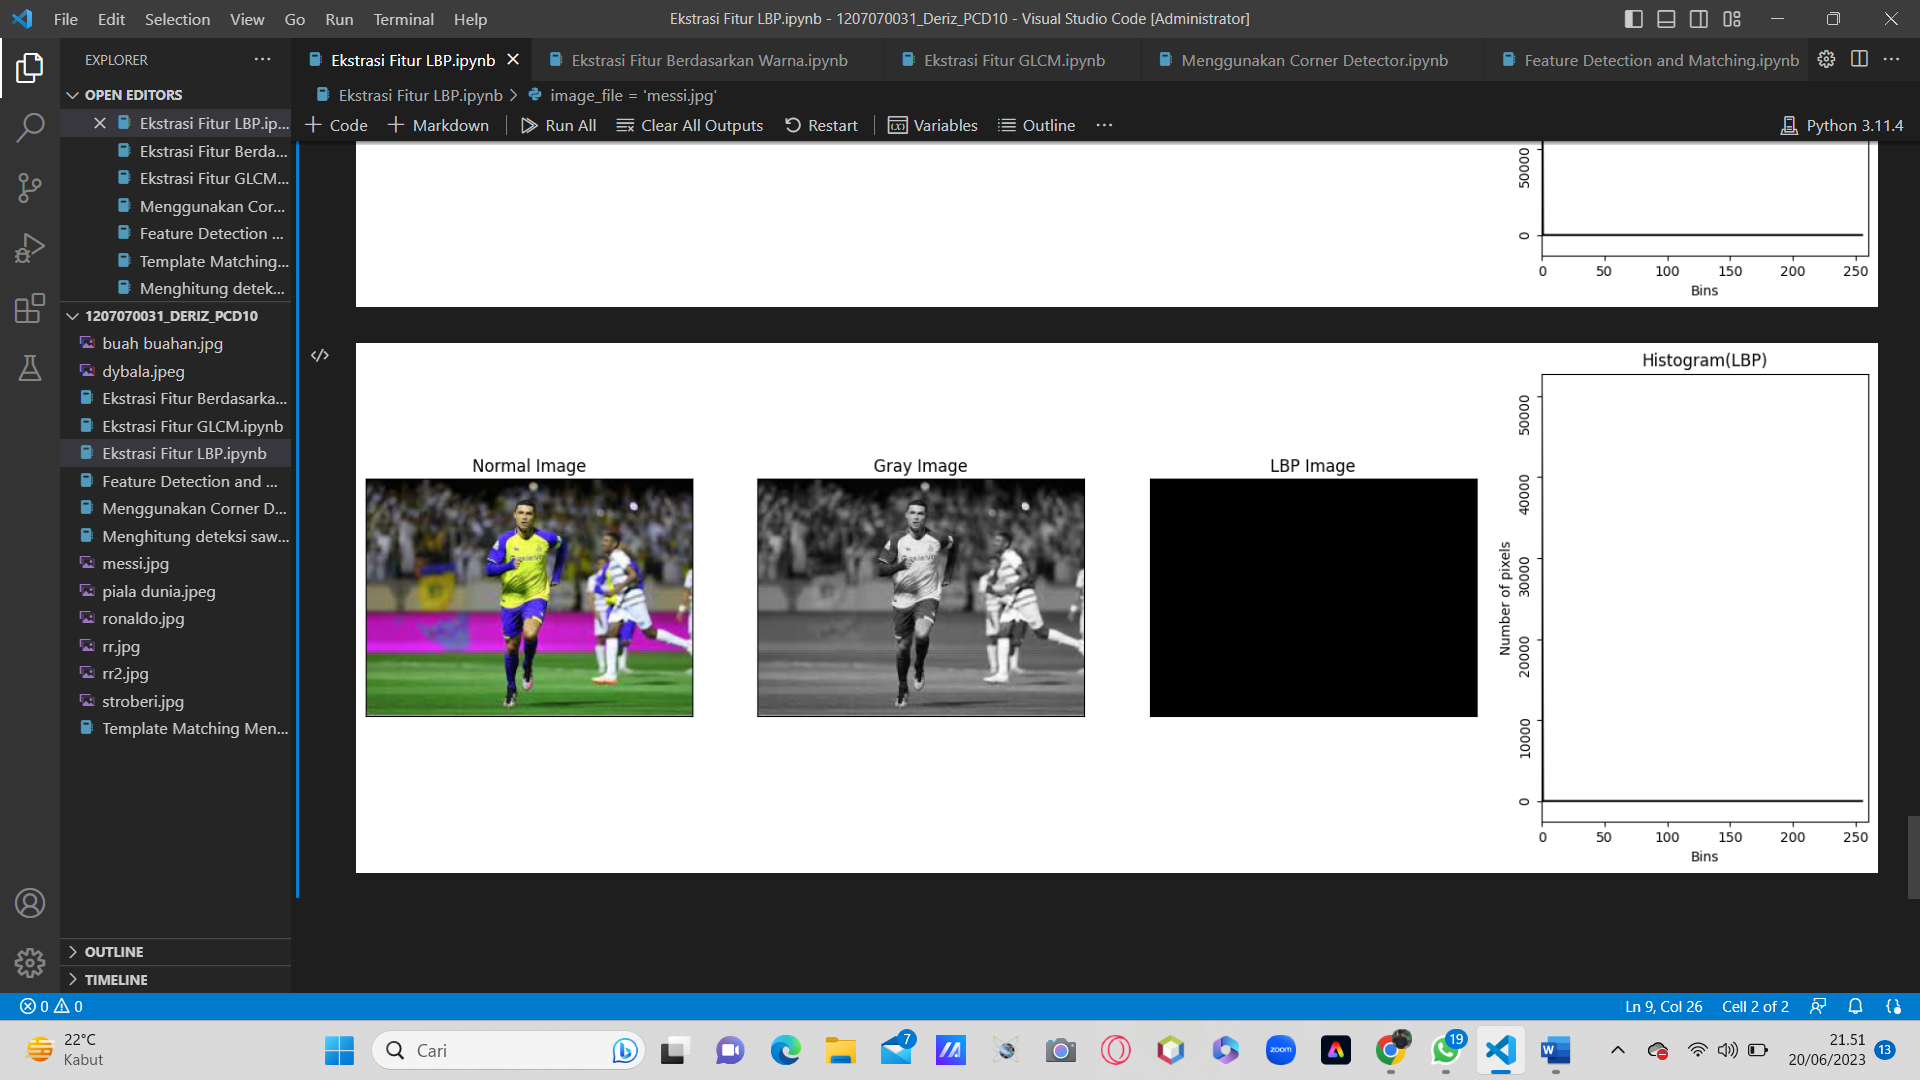 File Edit Selection View Go Run Terminal Help
Ekstrasi Fitur LBP.ipynb - 1207070031_Deriz_PCD10 - Visual Studio Code [Administrator]
EXPLORER
Ekstrasi Fitur LBP.ipynb
Ekstrasi Fitur Berdasarkan Warna.ipynb
Ekstrasi Fitur GLCM.ipynb
Menggunakan Corner Detector.ipynb
Feature Detection and Matching.ipynb
OPEN EDITORS
Ekstrasi Fitur LBP.ip...
Ekstrasi Fitur Berda...
Ekstrasi Fitur GLCM...
Menggunakan Cor...
Feature Detection ...
Template Matching...
Menghitung detek...
1207070031_DERIZ_PCD10
buah buahan.jpg
dybala.jpeg
Ekstrasi Fitur Berdasarka...
Ekstrasi Fitur GLCM.ipynb
Ekstrasi Fitur LBP.ipynb
Feature Detection and ...
Menggunakan Corner D...
Menghitung deteksi saw...
messi.jpg
piala dunia.jpeg
ronaldo.jpg
rr.jpg
rr2.jpg
stroberi.jpg
Template Matching Men...
OUTLINE
TIMELINE
Ekstrasi Fitur LBP.ipynb > image_file = 'messi.jpg'
+ Code + Markdown Run All Clear All Outputs Restart Variables Outline ...
Python 3.11.4
50000
0
0 50 100 150 200 250
Bins
Histogram(LBP)
Normal Image
Gray Image
LBP Image
Number of pixels
50000
40000
30000
20000
10000
0
0 50 100 150 200 250
Bins
0 0
Ln 9, Col 26 Cell 2 of 2
22°C
Kabut
Cari
7
zoom
19
21.51
20/06/2023
13